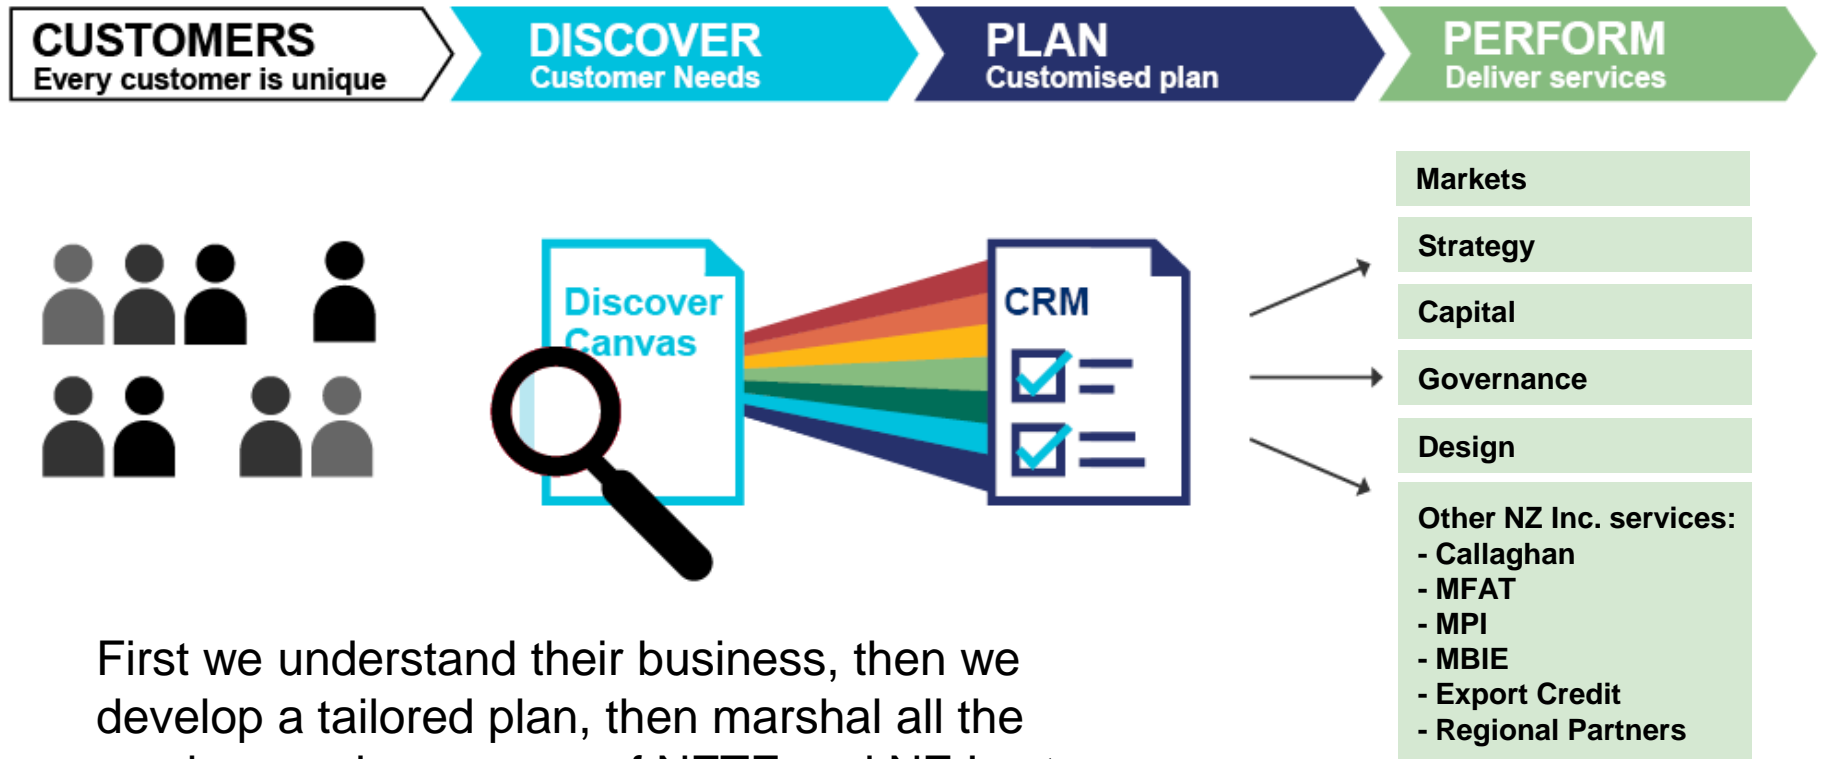 CUSTOMERS
Every customer is unique
DISCOVER
Customer Needs
PLAN
Customised plan
PERFORM
Deliver services
Discover
Canvas
CRM
Markets
Strategy
Capital
Governance
Design
Other NZ Inc. services:
- Callaghan
- MFAT
- MPI
- MBIE
- Export Credit
- Regional Partners
First we understand their business, then we
develop a tailored plan, then marshal all the